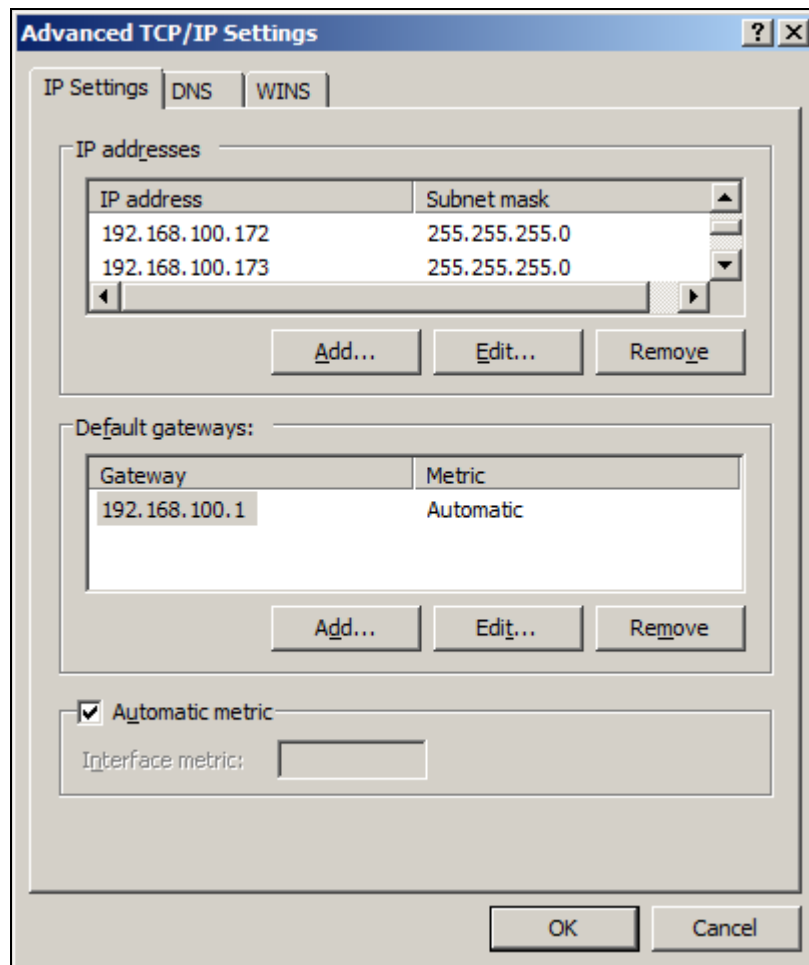 Advanced TCP/IP Settings
IP Settings DNS WINS
IP addresses
IP address Subnet mask
192.168.100.172 255.255.255.0
192.168.100.173 255.255.255.0
Add... Edit... Remove
Default gateways:
Gateway Metric
192.168.100.1 Automatic
Add... Edit... Remove
Automatic metric
Interface metric:
OK Cancel